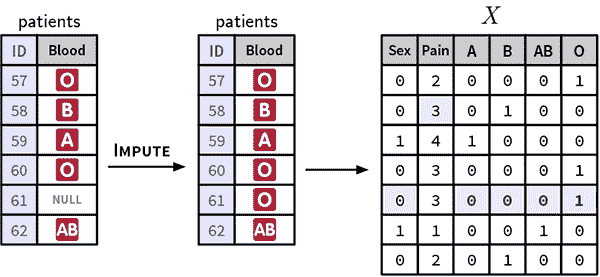 patients
ID Blood
57 O
58 B
59 A
60 O
61 NULL
62 AB
IMPUTE
patients
ID Blood
57 O
58 B
59 A
60 O
61 O
62 AB
X
Sex Pain A B AB O
0 2 0 0 0 1
0 3 0 1 0 0
1 4 1 0 0 0
0 3 0 0 0 1
0 3 0 0 0 1
1 1 0 0 1 0
0 2 0 1 0 0